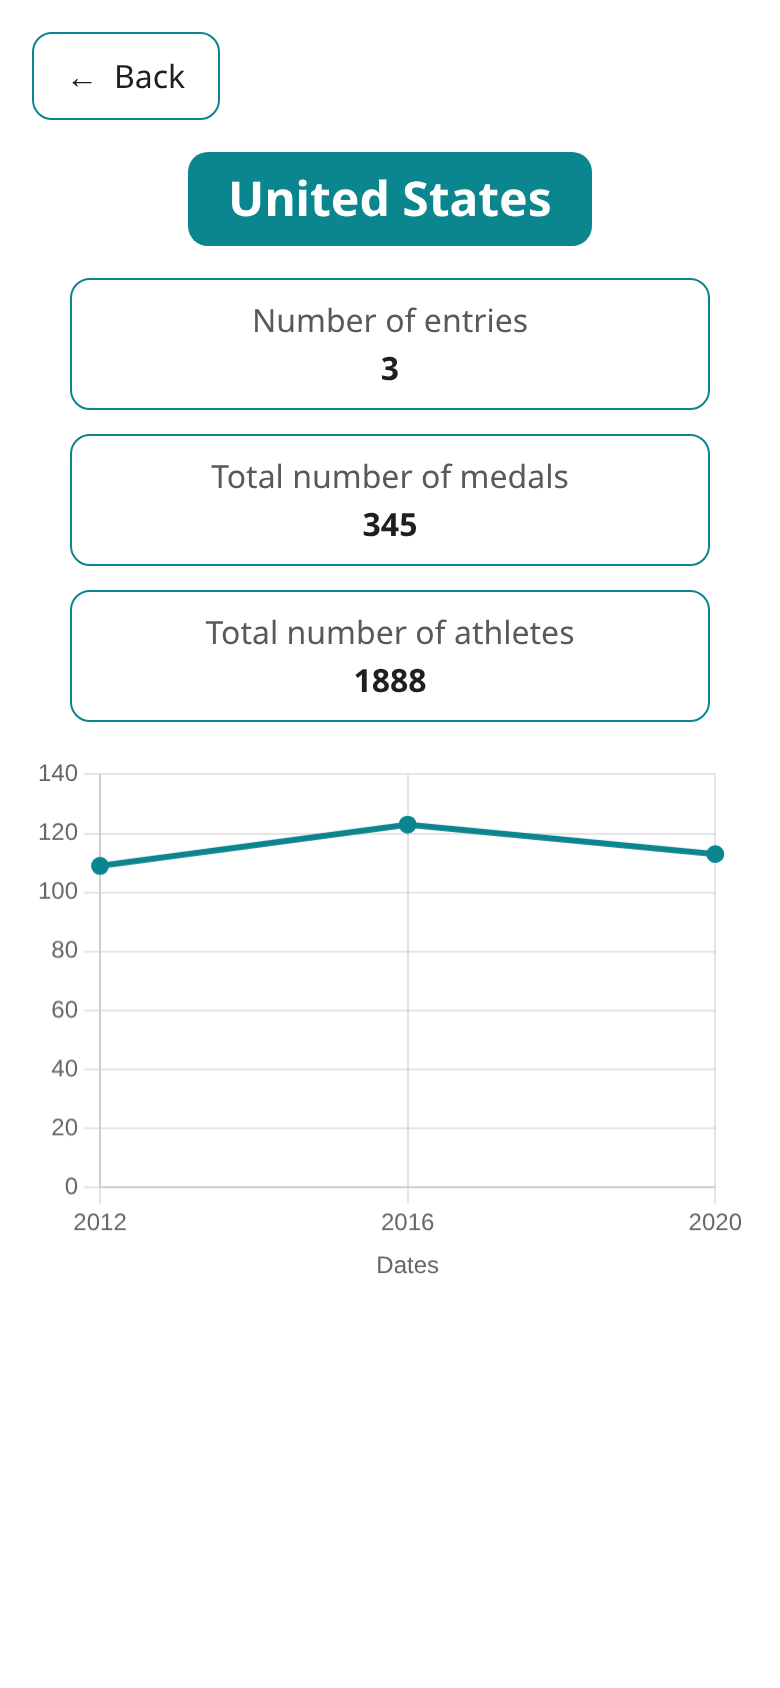 ← Back
United States
Number of entries
3
Total number of medals
345
Total number of athletes
1888
140
120
100
80
60
40
20
0
2012 2016 2020
Dates